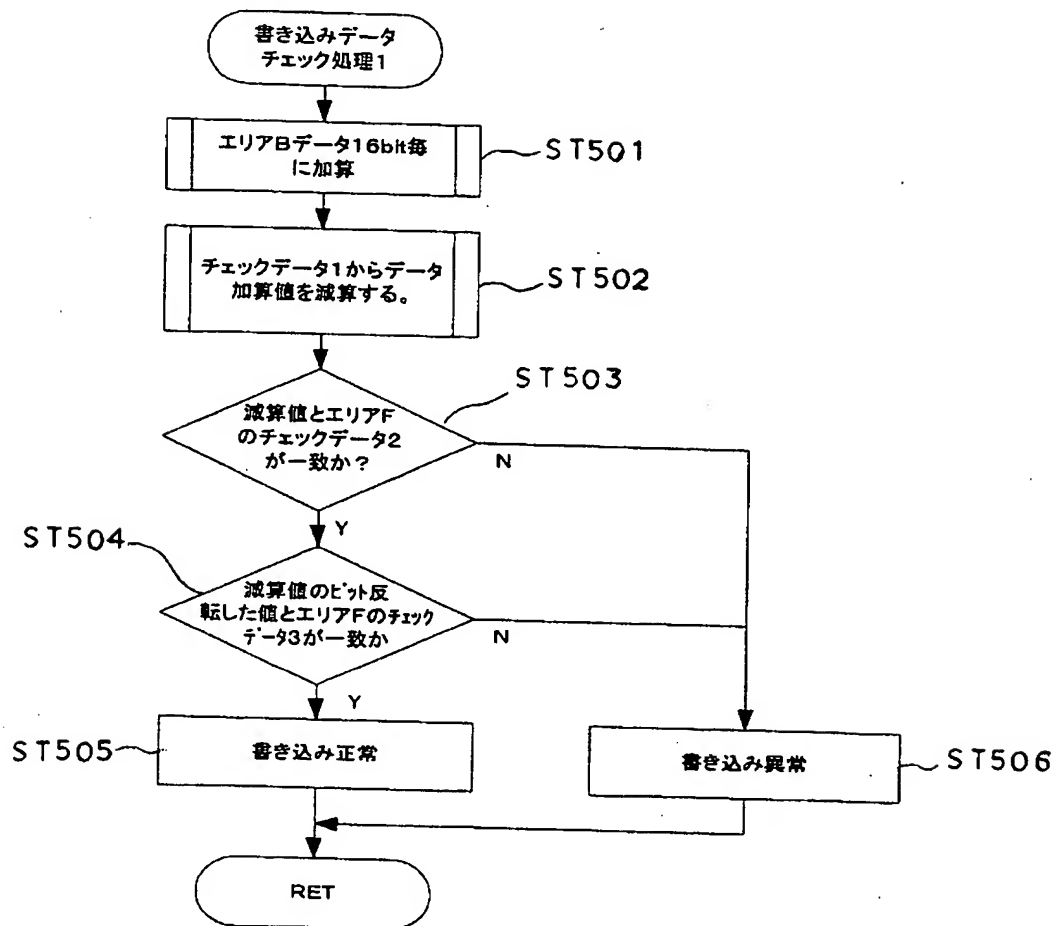 書き込みデータ
チェック処理1
エリアBデータ16bit毎
に加算
ST501
チェックデータ1からデータ
加算値を減算する。
ST502
ST503
減算値とエリアF
のチェックデータ2
が一致か?
N
Y
ST504
減算値のビット反
転した値とエリアFのチェック
データ3が一致か
N
Y
ST505
書き込み正常
書き込み異常
ST506
RET